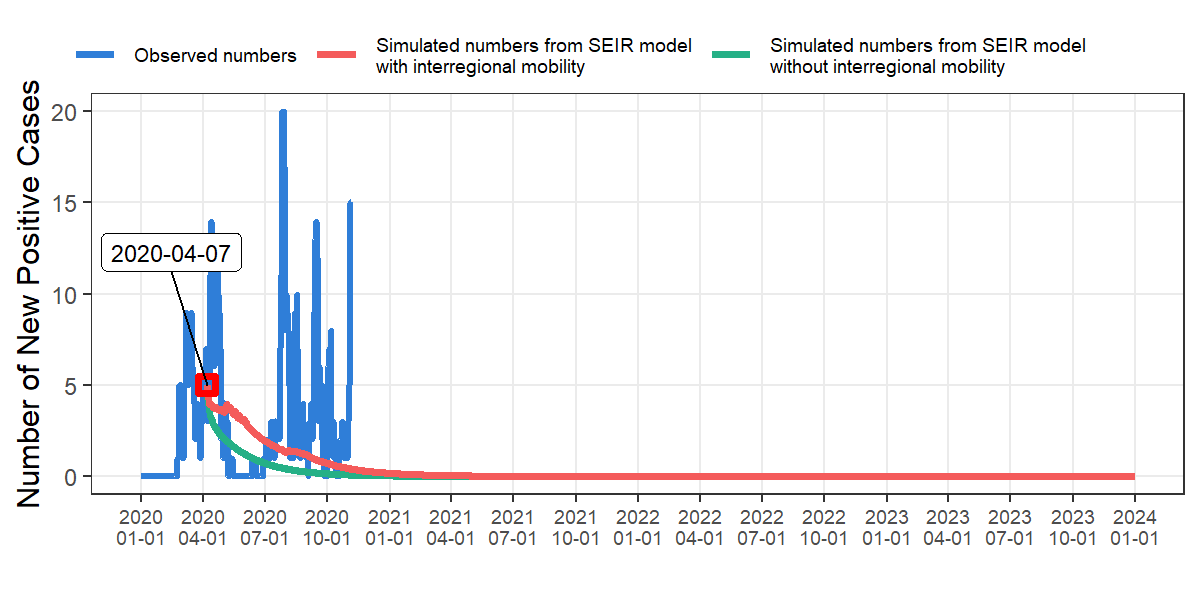 Observed numbers
Simulated numbers from SEIR model
with interregional mobility
Simulated numbers from SEIR model
without interregional mobility
Number of New Positive Cases
20
15
10
5
0
2020-04-07
2020 2020 2020 2020 2021 2021 2021 2021 2022 2022 2022 2022 2023 2023 2023 2023 2024
01-01 04-01 07-01 10-01 01-01 04-01 07-01 10-01 01-01 04-01 07-01 10-01 01-01 04-01 07-01 10-01 01-01